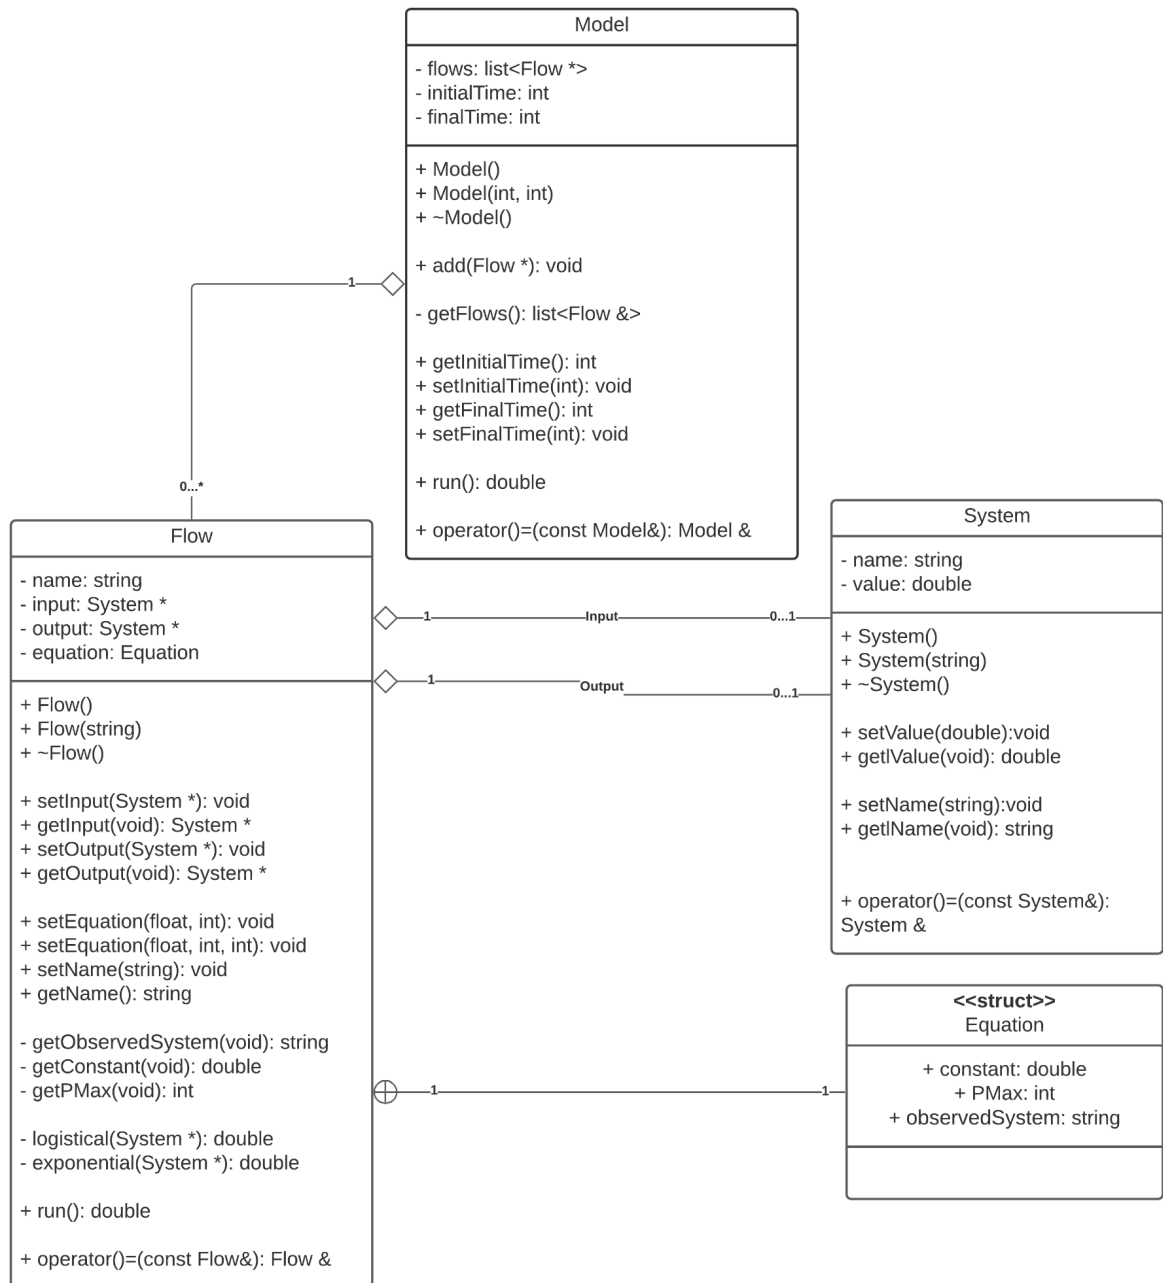 Model
- flows: list<Flow *>
- initialTime: int
- finalTime: int
+ Model()
+ Model(int, int)
+ ~Model()
+ add(Flow *): void
- getFlows(): list<Flow &>
+ getInitialTime(): int
+ setInitialTime(int): void
+ getFinalTime(): int
+ setFinalTime(int): void
+ run(): double
+ operator()=(const Model&): Model &
1
0...*
Flow
- name: string
- input: System *
- output: System *
- equation: Equation
+ Flow()
+ Flow(string)
+ ~Flow()
+ setInput(System *): void
+ getInput(void): System *
+ setOutput(System *): void
+ getOutput(void): System *
+ setEquation(float, int): void
+ setEquation(float, int, int): void
+ setName(string): void
+ getName(): string
- getObservedSystem(void): string
- getConstant(void): double
- getPMax(void): int
- logistical(System *): double
- exponential(System *): double
+ run(): double
+ operator()=(const Flow&): Flow &
1 Input 0...1
1 Output 0...1
System
- name: string
- value: double
+ System()
+ System(string)
+ ~System()
+ setValue(double):void
+ getlValue(void): double
+ setName(string):void
+ getlName(void): string
+ operator()=(const System&):
System &
1 1
<<struct>>
Equation
+ constant: double
+ PMax: int
+ observedSystem: string